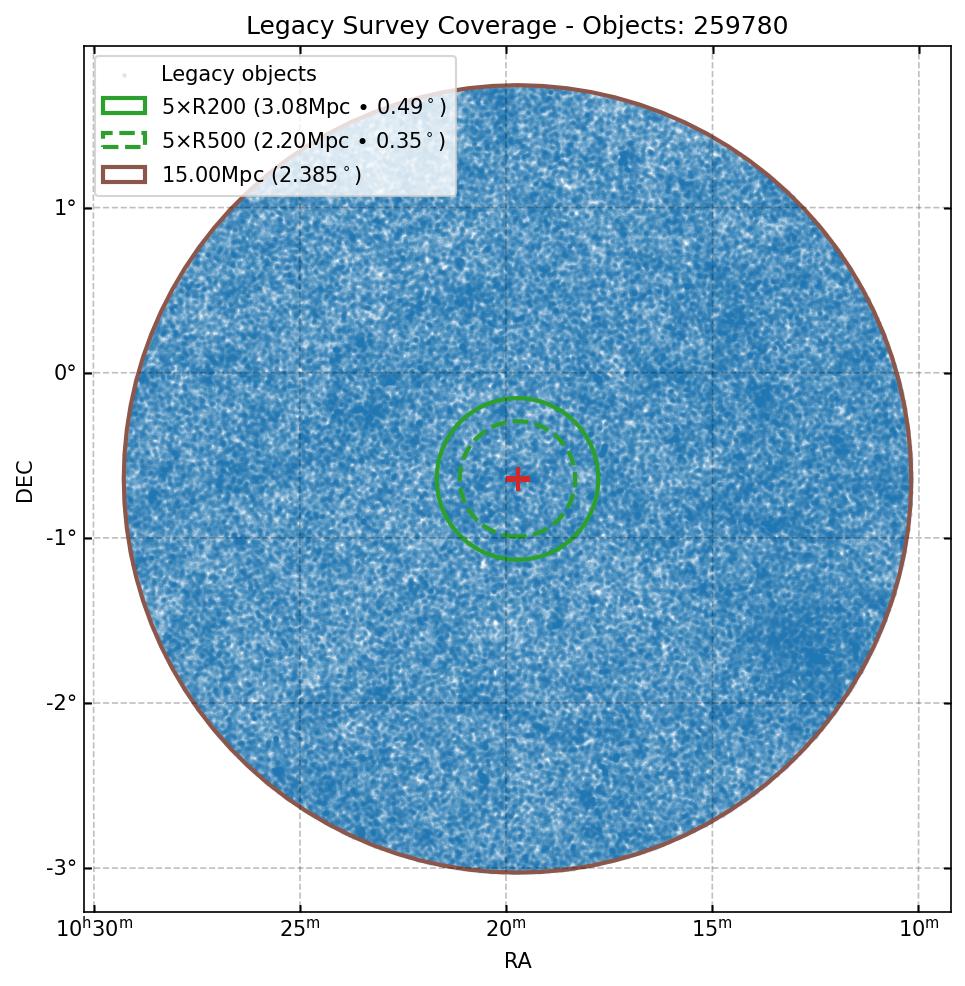 Legacy Survey Coverage - Objects: 259780
Legacy objects
5×R200 (3.08Mpc • 0.49°)
5×R500 (2.20Mpc • 0.35°)
15.00Mpc (2.385°)
1°
0°
-1°
-2°
-3°
DEC
10ʰ30ᵐ 25ᵐ 20ᵐ 15ᵐ 10ᵐ
RA